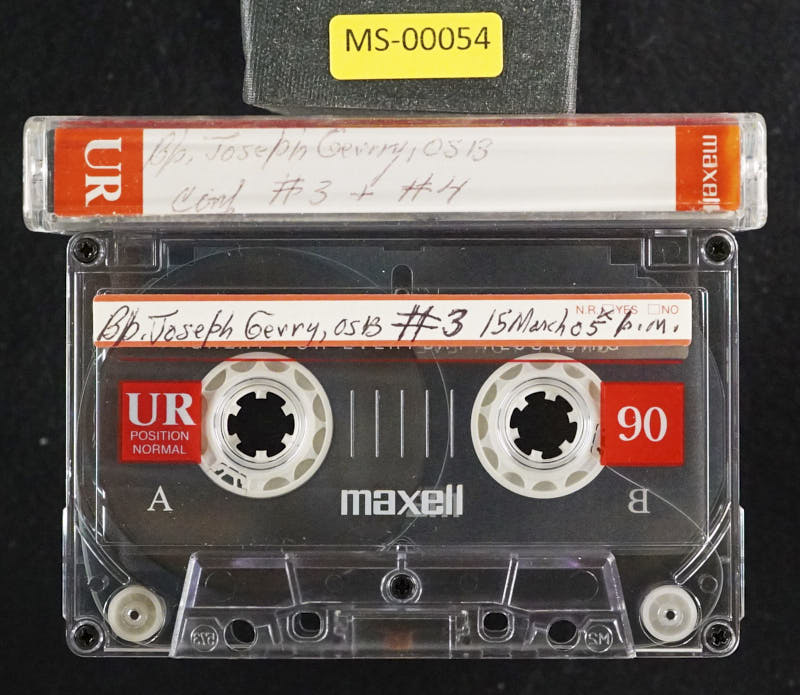 MS-00054
UR
Bp. Joseph Gerry, OSB
maxell
Conf #3 + #4
N.R. YES NO
Bp. Joseph Gerry, OSB #3 15 March 05 p.m.
UR
POSITION
NORMAL
90
A
maxell
B